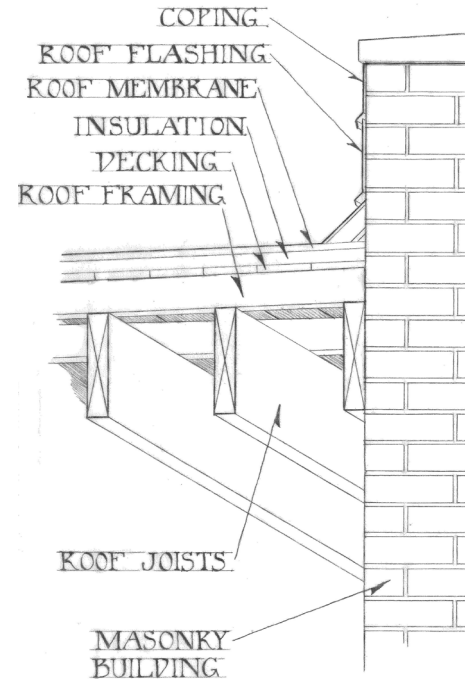 COPING
ROOF FLASHING
ROOF MEMBRANE
INSULATION
DECKING
ROOF FRAMING
ROOF JOISTS
MASONRY
BUILDING